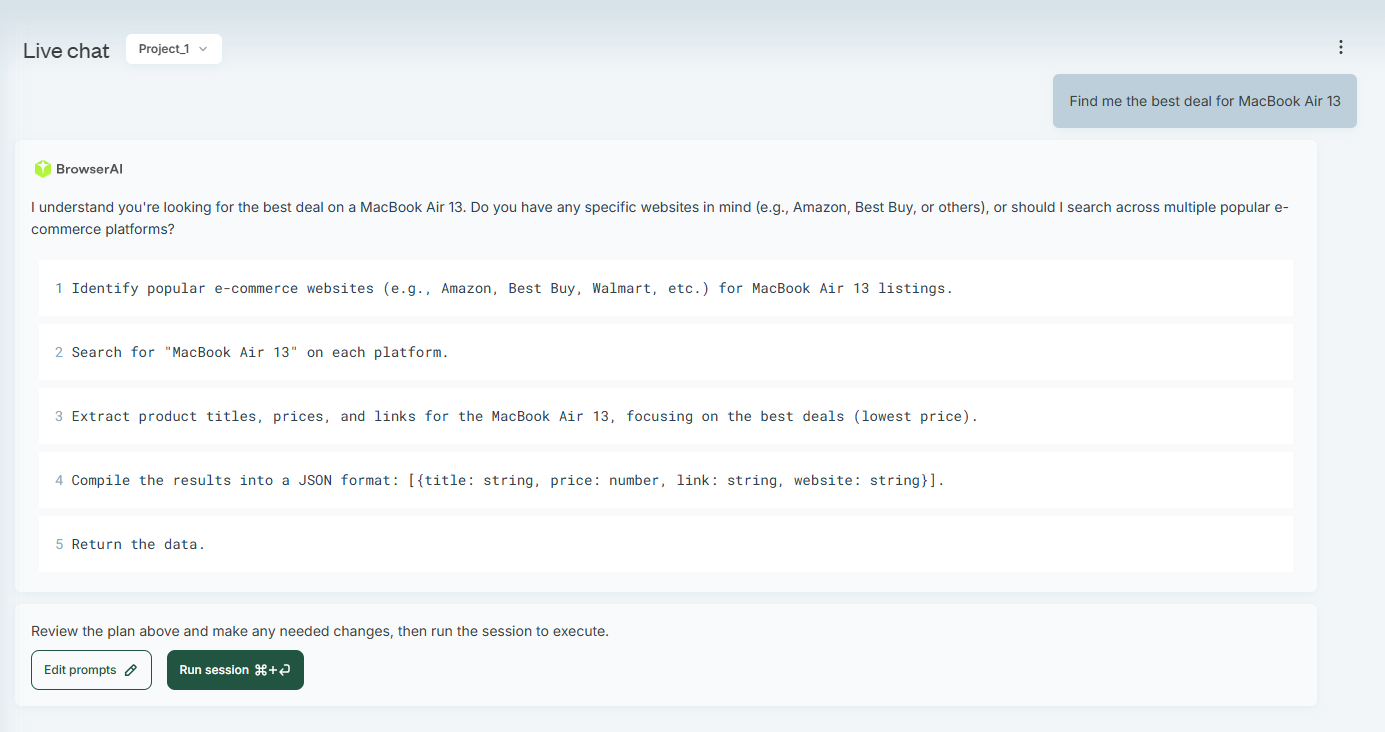 Live chat
Project_1
Find me the best deal for MacBook Air 13
BrowserAI
I understand you're looking for the best deal on a MacBook Air 13. Do you have any specific websites in mind (e.g., Amazon, Best Buy, or others), or should I search across multiple popular e-
commerce platforms?
1 Identify popular e-commerce websites (e.g., Amazon, Best Buy, Walmart, etc.) for MacBook Air 13 listings.
2 Search for "MacBook Air 13" on each platform.
3 Extract product titles, prices, and links for the MacBook Air 13, focusing on the best deals (lowest price).
4 Compile the results into a JSON format: [{title: string, price: number, link: string, website: string}].
5 Return the data.
Review the plan above and make any needed changes, then run the session to execute.
Edit prompts
Run session ⌘+⏎